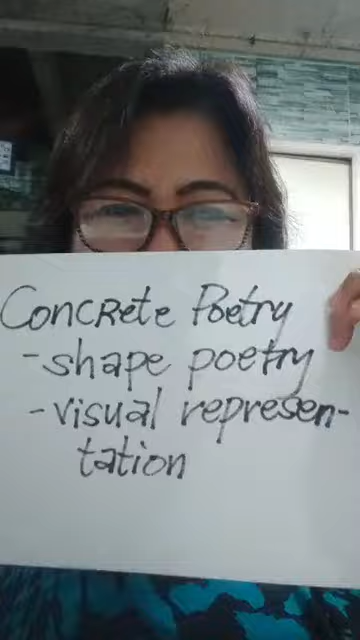 Concrete Poetry
-shape poetry
-visual represen-
tation